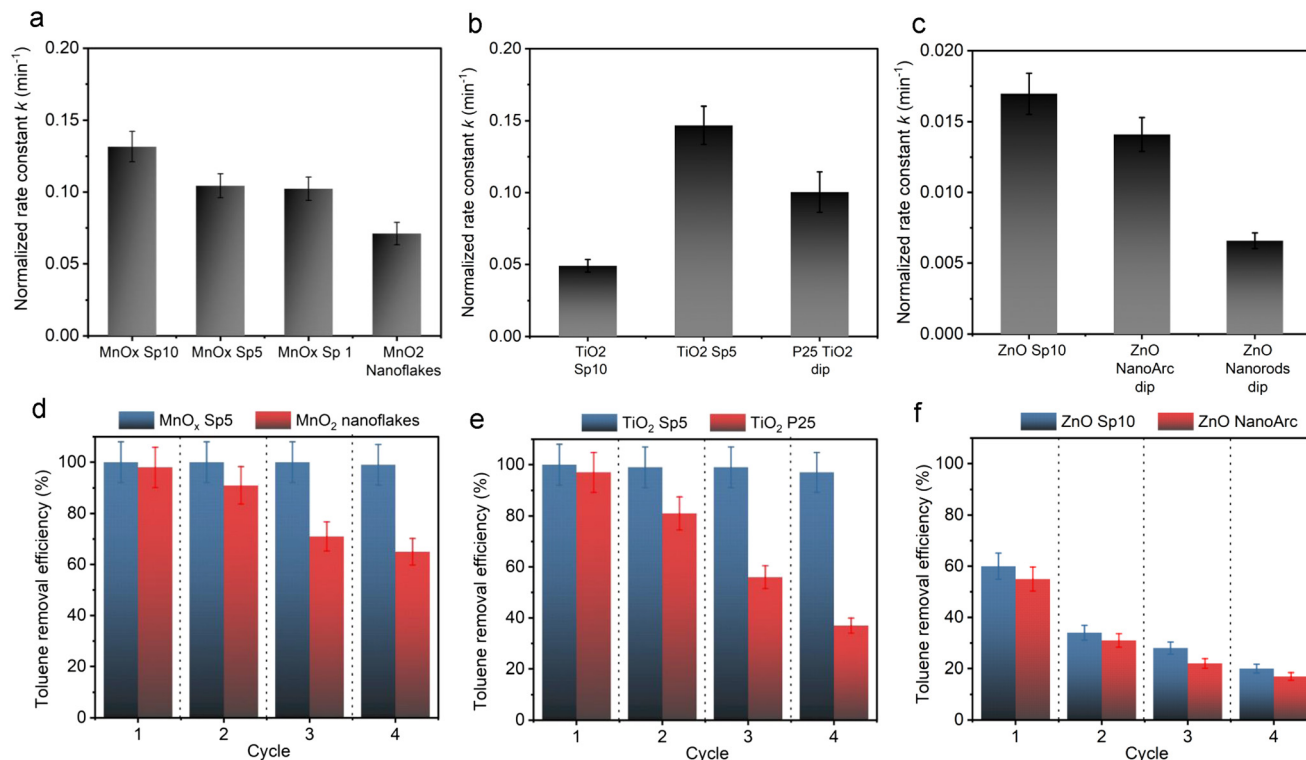 a
Normalized rate constant k (min⁻¹)
0.20
0.15
0.10
0.05
0.00
MnOx Sp10
MnOx Sp5
MnOx Sp 1
MnO2
Nanoflakes
b
Normalized rate constant k (min⁻¹)
0.20
0.15
0.10
0.05
0.00
TiO2
Sp10
TiO2 Sp5
P25 TiO2
dip
c
Normalized rate constant k (min⁻¹)
0.020
0.015
0.010
0.005
0.000
ZnO Sp10
ZnO
NanoArc
dip
ZnO
Nanorods
dip
d
MnOₓ Sp5
MnO₂ nanoflakes
Toluene removal efficiency (%)
100
80
60
40
20
0
1
2
3
4
Cycle
e
TiO₂ Sp5
TiO₂ P25
Toluene removal efficiency (%)
100
80
60
40
20
0
1
2
3
4
Cycle
f
ZnO Sp10
ZnO NanoArc
Toluene removal efficiency (%)
100
80
60
40
20
0
1
2
3
4
Cycle